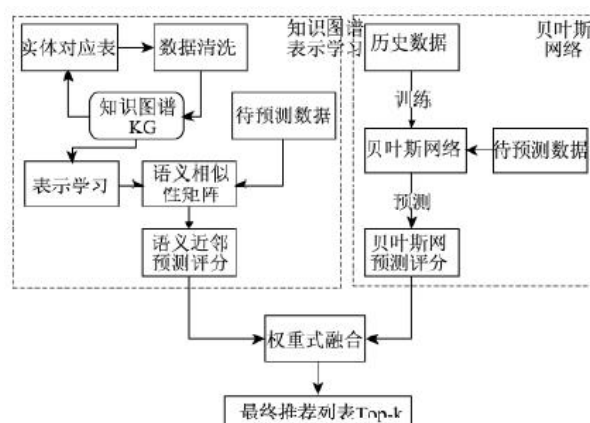 实体对应表
数据清洗
知识图谱
表示学习
知识图谱
KG
待预测数据
表示学习
语义相似
性矩阵
语义近邻
预测评分
历史数据
贝叶斯
网络
训练
贝叶斯网络
待预测数据
预测
贝叶斯网
预测评分
权重式融合
最终推荐列表Top-k